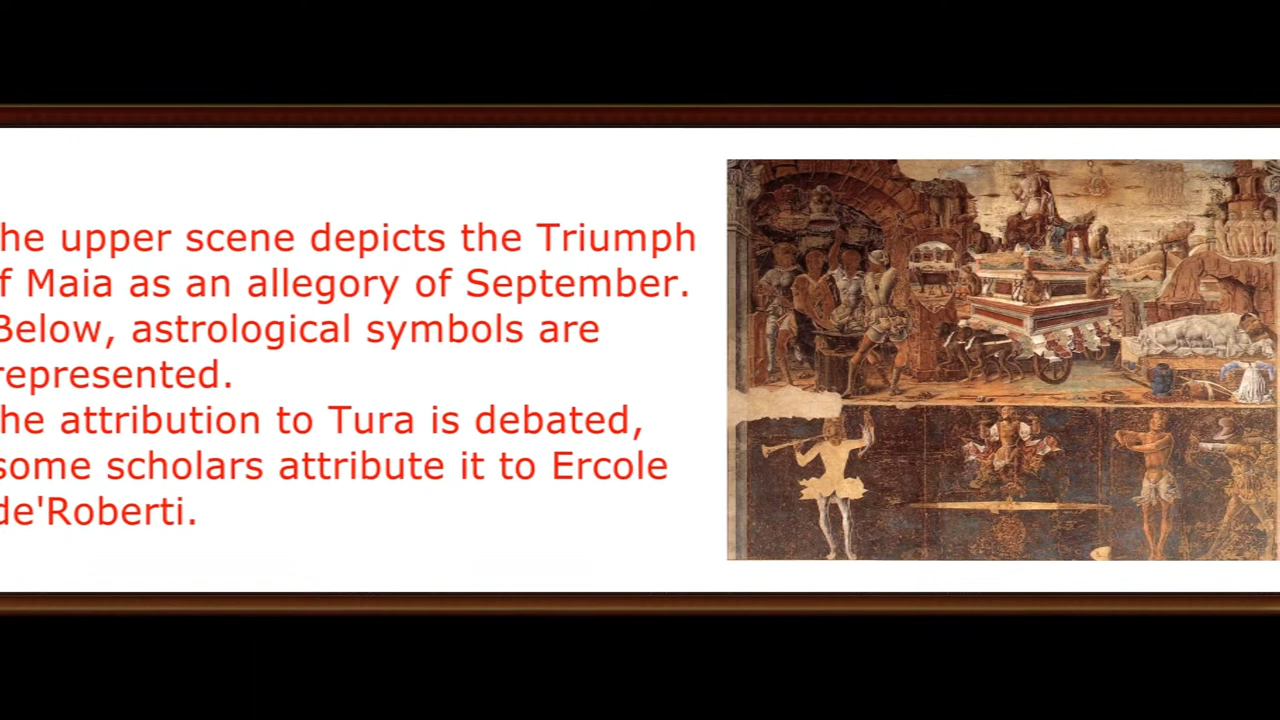 he upper scene depicts the Triumph
f Maia as an allegory of September.
Below, astrological symbols are
represented.
he attribution to Tura is debated,
some scholars attribute it to Ercole
de'Roberti.